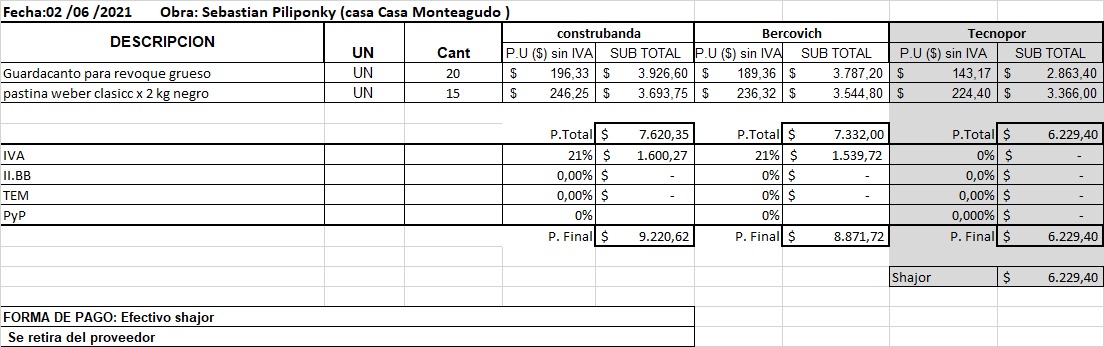 Fecha:02 /06 /2021 Obra: Sebastian Piliponky (casa Casa Monteagudo )
DESCRIPCION UN Cant construbanda Bercovich Tecnopor
P.U ($) sin IVA SUB TOTAL P.U ($) sin IVA SUB TOTAL P.U ($) sin IVA SUB TOTAL
Guardacanto para revoque grueso UN 20 $ 196,33 $ 3.926,60 $ 189,36 $ 3.787,20 $ 143,17 $ 2.863,40
pastina weber clasicc x 2 kg negro UN 15 $ 246,25 $ 3.693,75 $ 236,32 $ 3.544,80 $ 224,40 $ 3.366,00
P.Total $ 7.620,35 P.Total $ 7.332,00 P.Total $ 6.229,40
IVA 21% $ 1.600,27 21% $ 1.539,72 0% $ -
II.BB 0,00% $ - 0% $ - 0,0% $ -
TEM 0,00% $ - 0% $ - 0,00% $ -
PyP 0% 0% 0,000% $ -
P. Final $ 9.220,62 P. Final $ 8.871,72 P. Final $ 6.229,40
Shajor $ 6.229,40
FORMA DE PAGO: Efectivo shajor
Se retira del proveedor